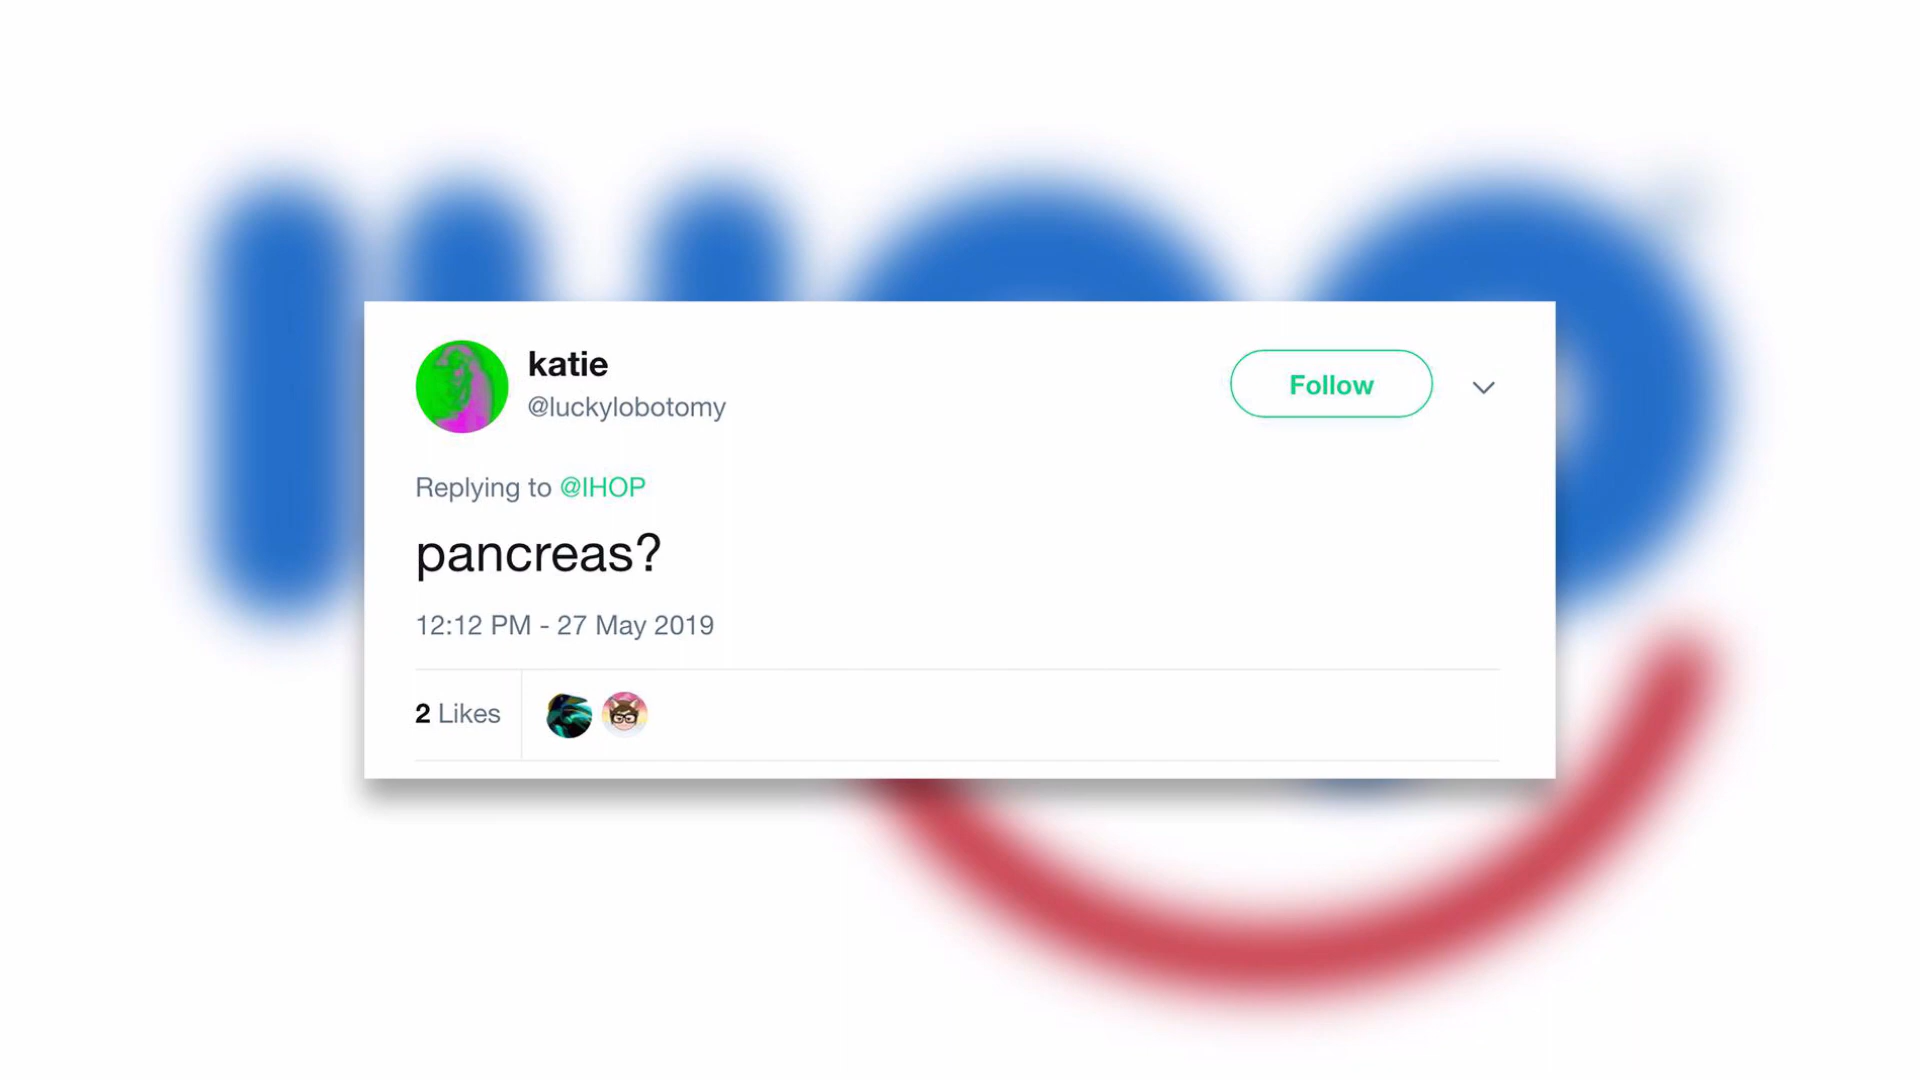 katie
@luckylobotomy
Follow
Replying to @IHOP
pancreas?
12:12 PM - 27 May 2019
2 Likes